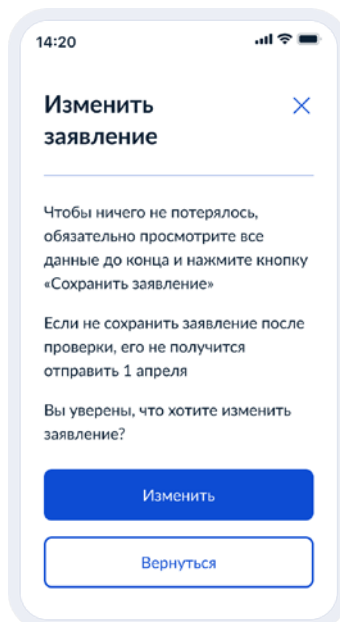 14:20
Изменить
заявление
Чтобы ничего не потерялось,
обязательно просмотрите все
данные до конца и нажмите кнопку
«Сохранить заявление»
Если не сохранить заявление после
проверки, его не получится
отправить 1 апреля
Вы уверены, что хотите изменить
заявление?
Изменить
Вернуться